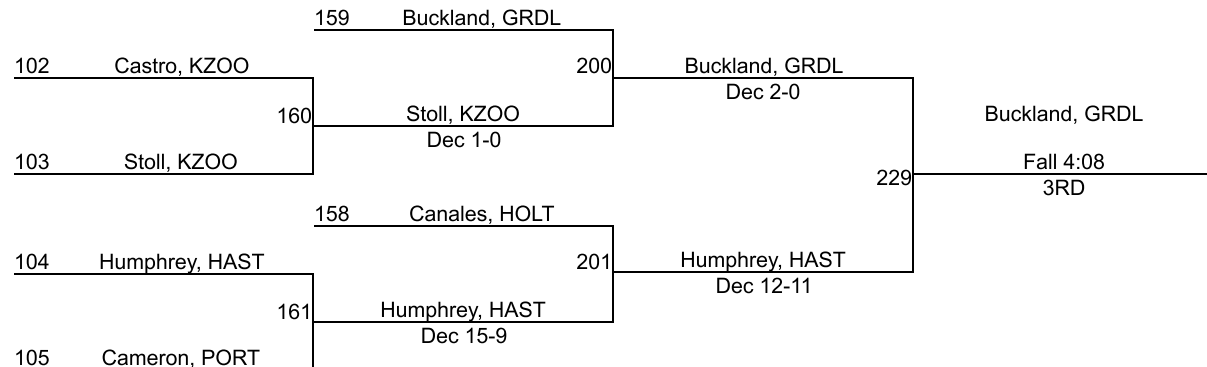 159 Buckland, GRDL
102 Castro, KZOO
200 Buckland, GRDL
Dec 2-0
160 Stoll, KZOO
Dec 1-0
Buckland, GRDL
103 Stoll, KZOO
229 Fall 4:08
3RD
158 Canales, HOLT
104 Humphrey, HAST
201 Humphrey, HAST
Dec 12-11
161 Humphrey, HAST
Dec 15-9
105 Cameron, PORT